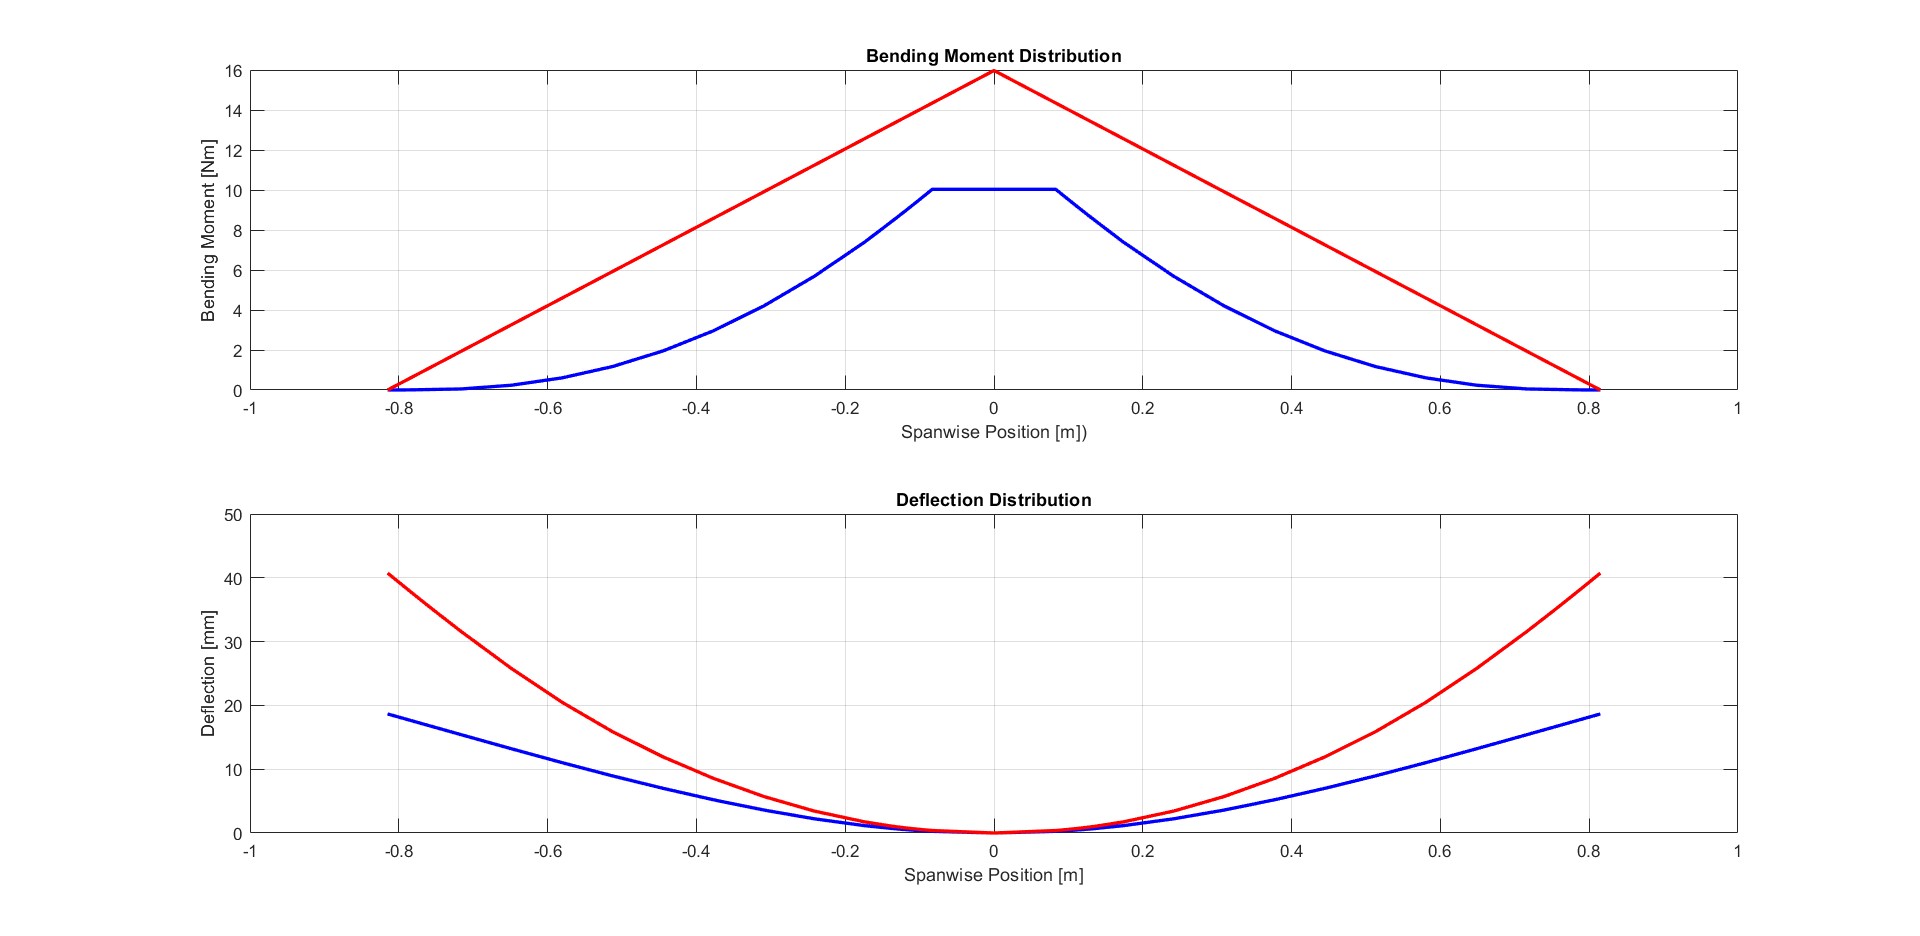 Bending Moment Distribution
16
14
12
10
8
6
4
2
0
Bending Moment [Nm]
-1 -0.8 -0.6 -0.4 -0.2 0 0.2 0.4 0.6 0.8 1
Spanwise Position [m])
Deflection Distribution
50
40
30
20
10
0
Deflection [mm]
-1 -0.8 -0.6 -0.4 -0.2 0 0.2 0.4 0.6 0.8 1
Spanwise Position [m]